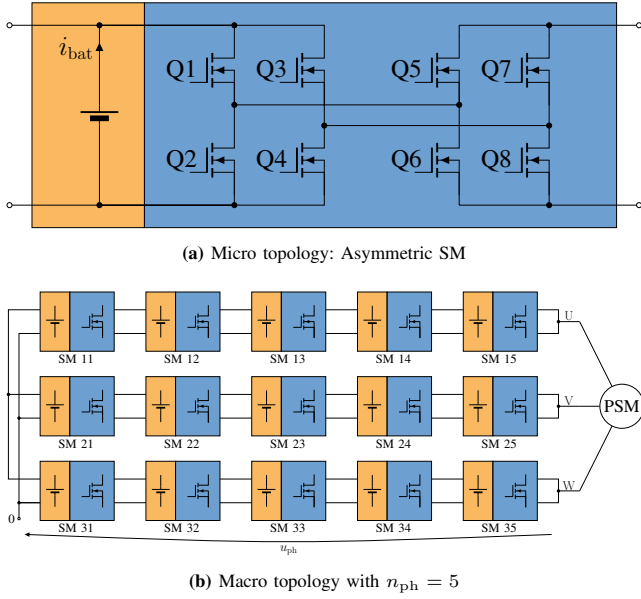 i_bat
Q1 Q3 Q5 Q7
Q2 Q4 Q6 Q8
(a) Micro topology: Asymmetric SM
U
SM 11 SM 12 SM 13 SM 14 SM 15
V PSM
SM 21 SM 22 SM 23 SM 24 SM 25
W
0 SM 31 SM 32 SM 33 SM 34 SM 35
u_ph
(b) Macro topology with n_ph = 5